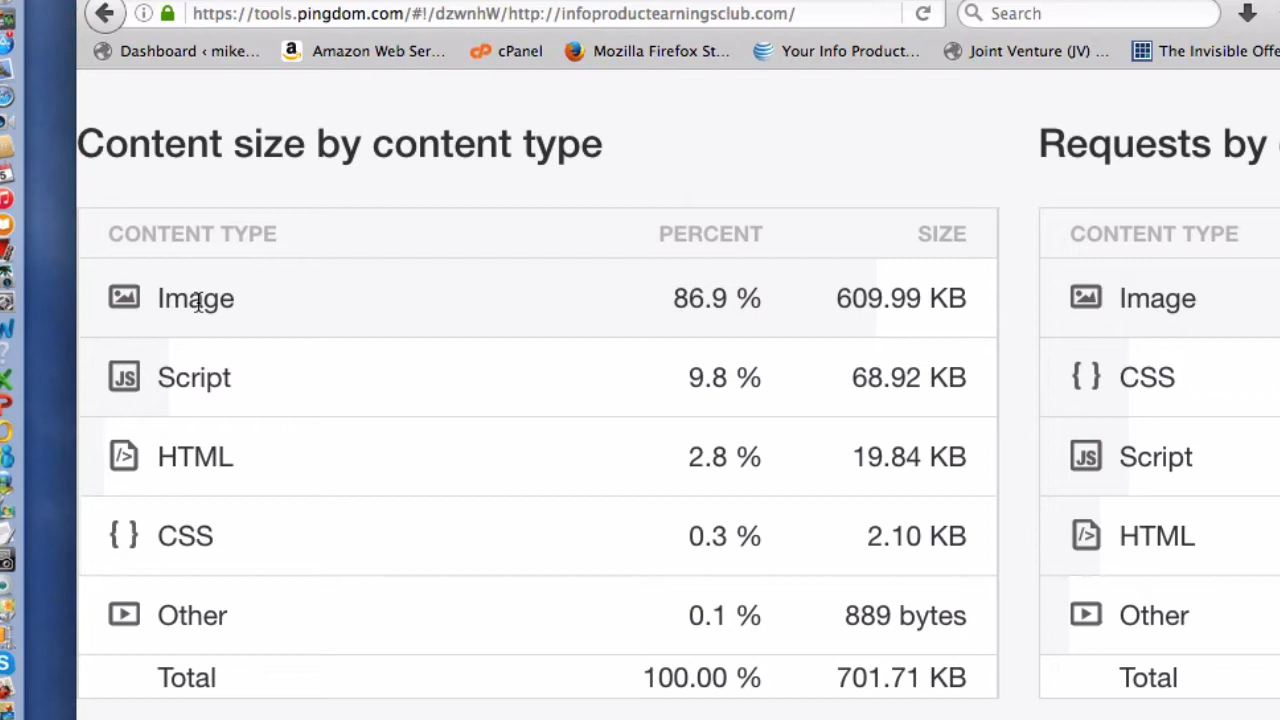 https://tools.pingdom.com/#!/dzwnhW/http://infoproductearningsclub.com/
Search
Dashboard ‹ mike...
Amazon Web Ser...
cPanel
Mozilla Firefox St...
Your Info Product...
Joint Venture (JV) ...
The Invisible Offe
Content size by content type
CONTENT TYPE PERCENT SIZE
Image 86.9 % 609.99 KB
JS Script 9.8 % 68.92 KB
HTML 2.8 % 19.84 KB
{ } CSS 0.3 % 2.10 KB
Other 0.1 % 889 bytes
Total 100.00 % 701.71 KB
Requests by
CONTENT TYPE
Image
{ } CSS
JS Script
HTML
Other
Total